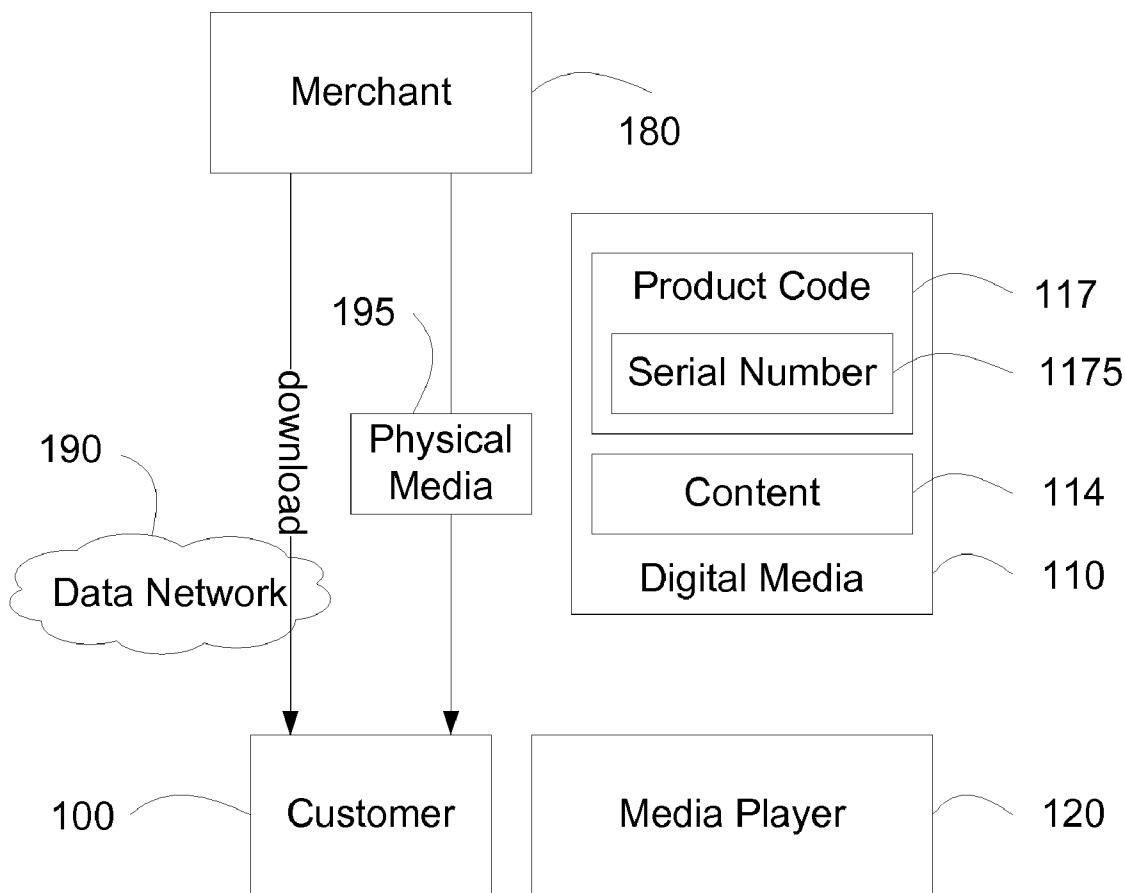 Merchant
180
Product Code
117
195
Serial Number
1175
download
Physical
Media
190
Content
114
Data Network
Digital Media
110
100
Customer
Media Player
120